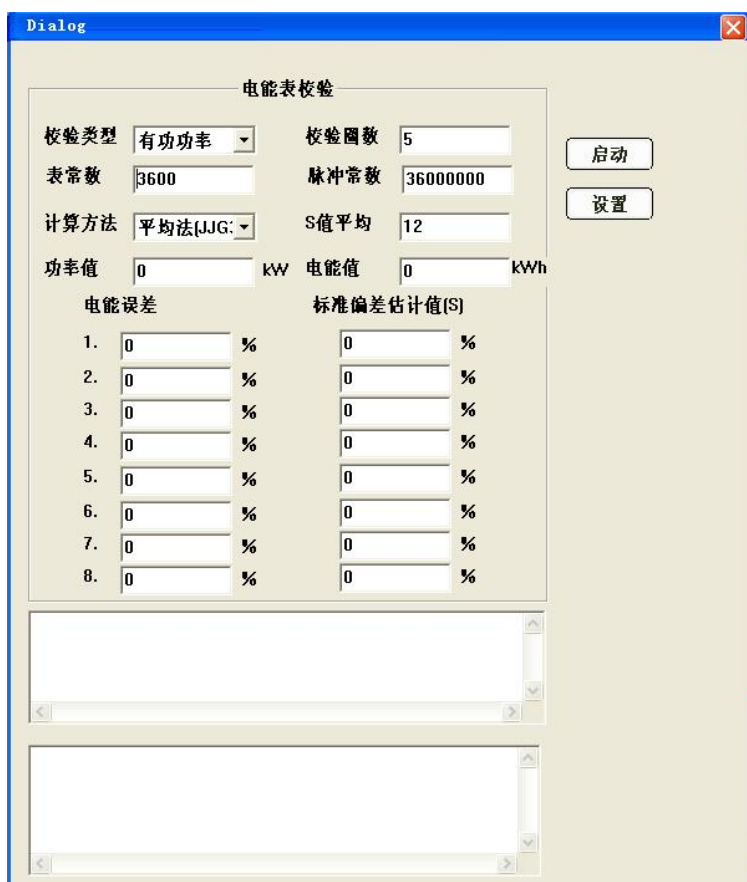 Dialog
电能表校验
校验类型 有功功率 校验圈数 5
启动
表常数 3600 脉冲常数 36000000
设置
计算方法 平均法(JJG: S值平均 12
功率值 0 kW 电能值 0 kWh
电能误差 标准偏差估计值(S)
1. 0 % 0 %
2. 0 % 0 %
3. 0 % 0 %
4. 0 % 0 %
5. 0 % 0 %
6. 0 % 0 %
7. 0 % 0 %
8. 0 % 0 %